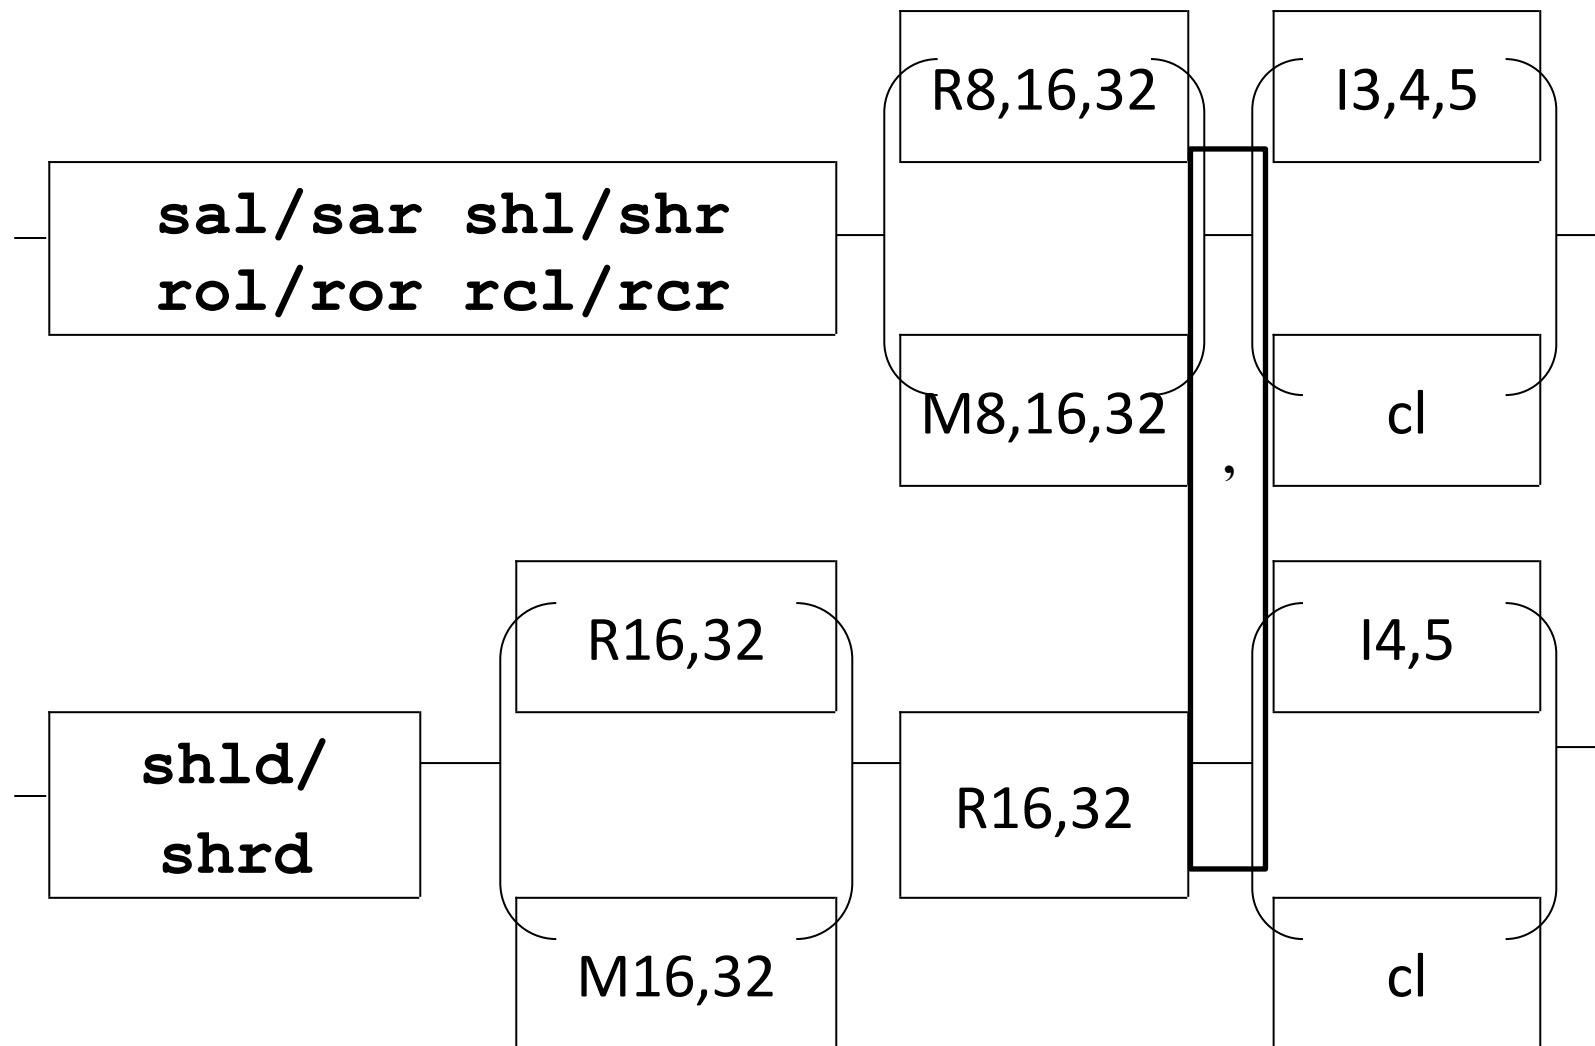 R8,16,32
I3,4,5
sal/sar shl/shr
rol/ror rcl/rcr
M8,16,32
cl
,
R16,32
I4,5
shld/
shrd
R16,32
M16,32
cl